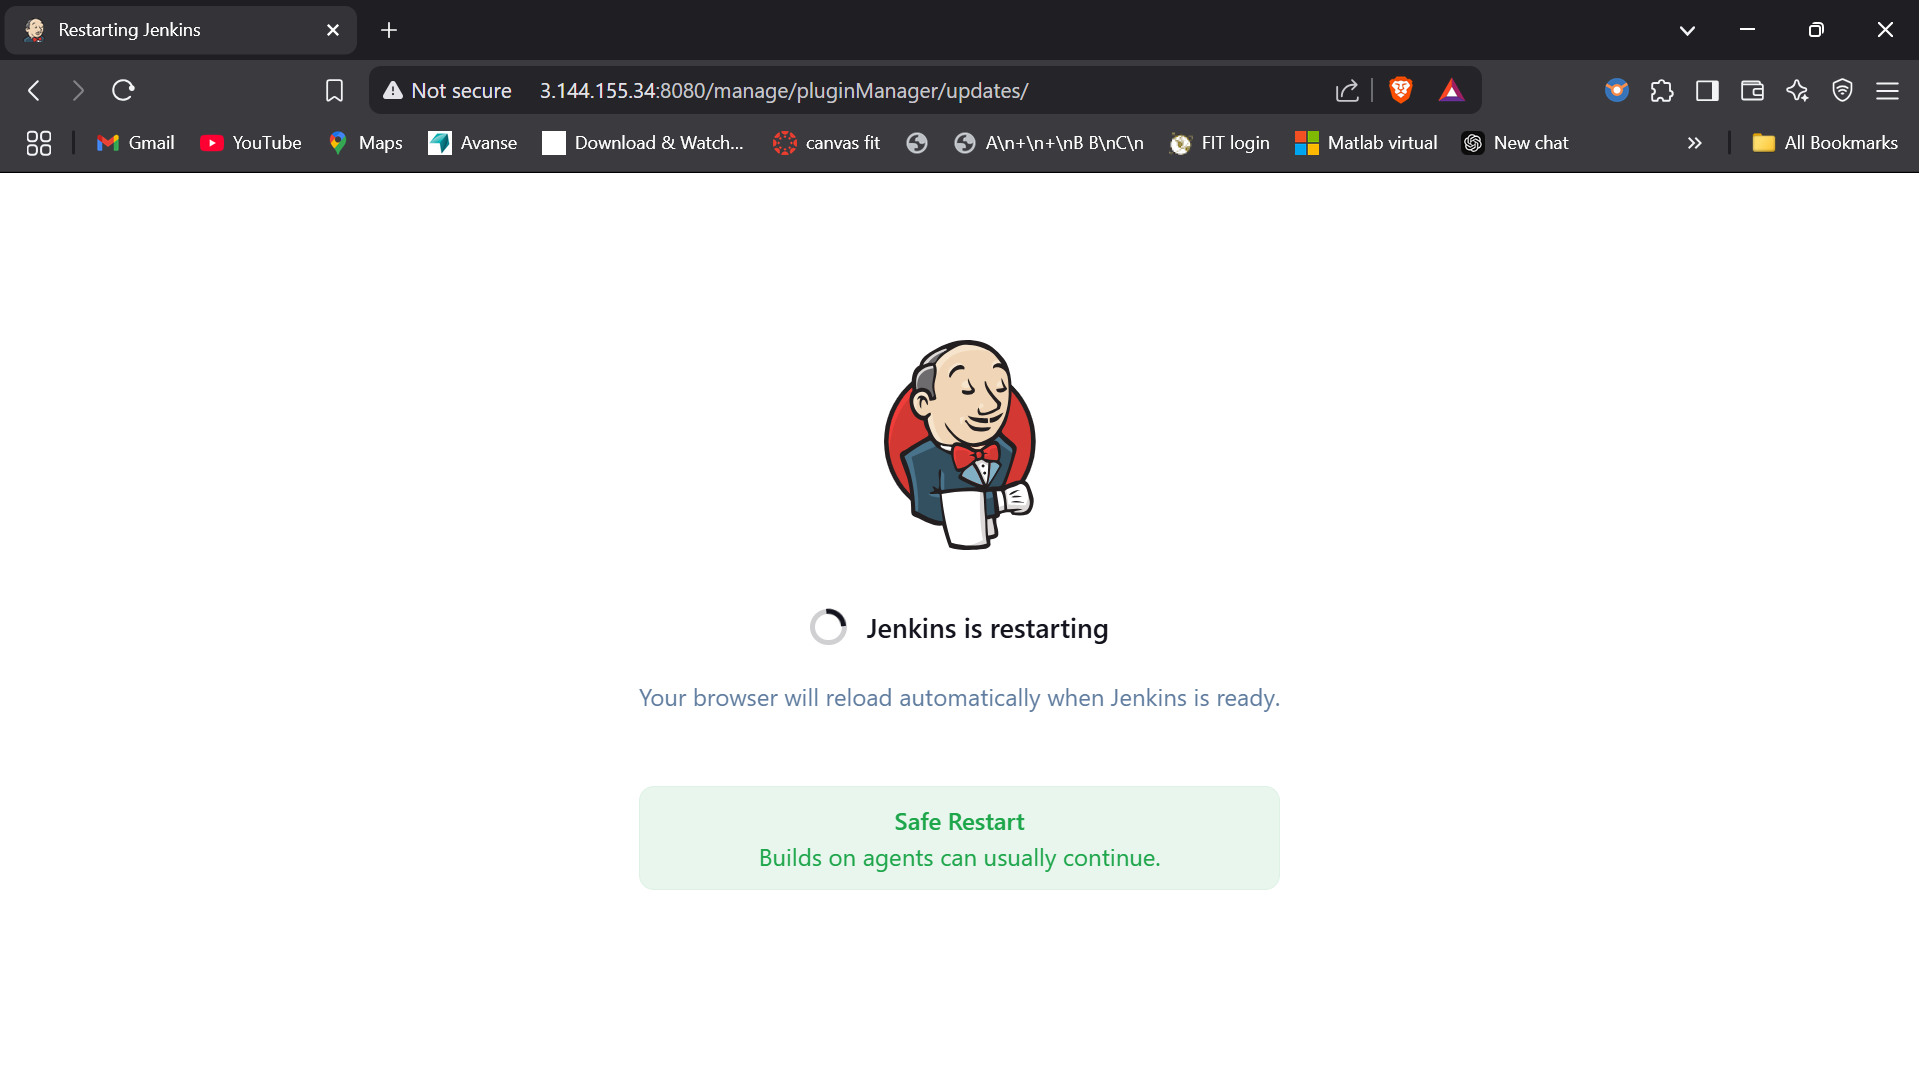 Restarting Jenkins
Not secure 3.144.155.34:8080/manage/pluginManager/updates/
Gmail YouTube Maps Avanse Download & Watch... canvas fit A\n+\n+\nB B\nC\n FIT login Matlab virtual New chat » All Bookmarks
Jenkins is restarting
Your browser will reload automatically when Jenkins is ready.
Safe Restart
Builds on agents can usually continue.